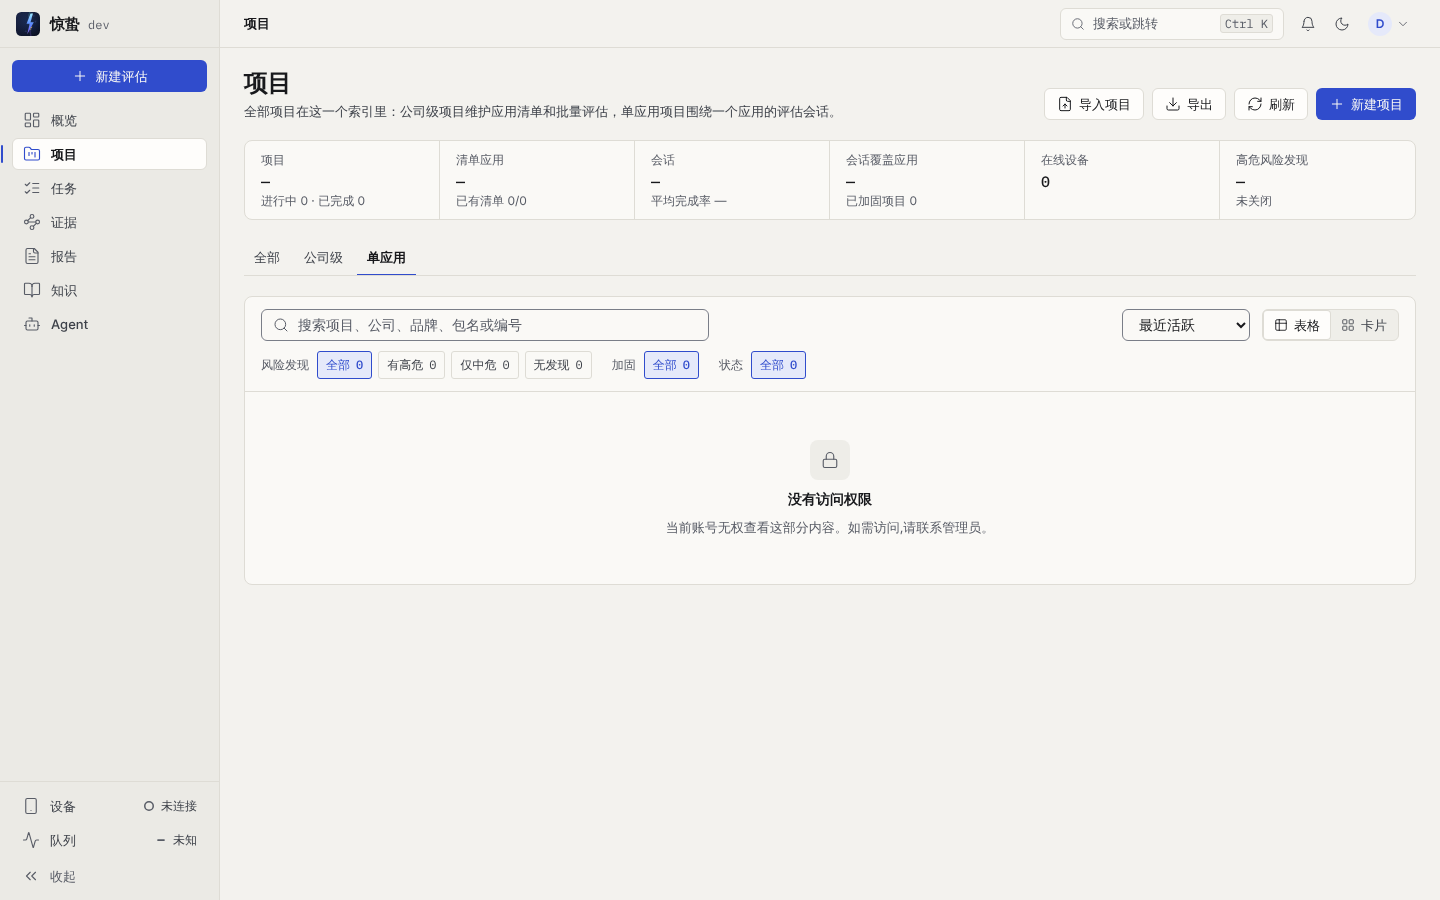 惊蛰 dev
项目
搜索或跳转 Ctrl K
D
新建评估
概览
项目
任务
证据
报告
知识
Agent
设备 未连接
队列 — 未知
收起
项目
全部项目在这一个索引里：公司级项目维护应用清单和批量评估，单应用项目围绕一个应用的评估会话。
导入项目 导出 刷新 新建项目
项目 清单应用 会话 会话覆盖应用 在线设备 高危风险发现
— — — — 0 —
进行中 0 · 已完成 0 已有清单 0/0 平均完成率 — 已加固项目 0 未关闭
全部 公司级 单应用
搜索项目、公司、品牌、包名或编号 最近活跃 表格 卡片
风险发现 全部 0 有高危 0 仅中危 0 无发现 0 加固 全部 0 状态 全部 0
没有访问权限
当前账号无权查看这部分内容。如需访问,请联系管理员。